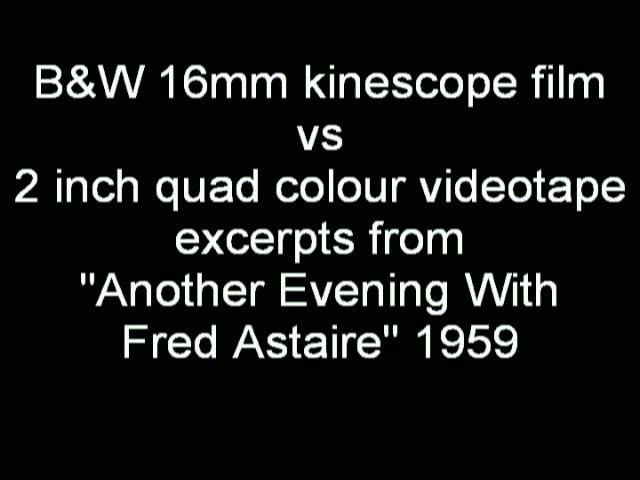 B&W 16mm kinescope film
vs
2 inch quad colour videotape
excerpts from
"Another Evening With
Fred Astaire" 1959